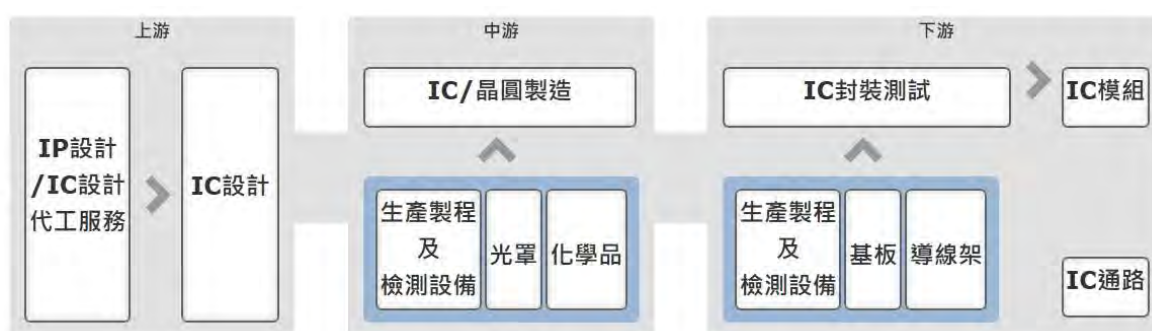 上游
IP設計
/IC設計
代工服務
IC設計
中游
IC/晶圓製造
生產製程
及
檢測設備
光罩
化學品
下游
IC封裝測試
IC模組
生產製程
及
檢測設備
基板
導線架
IC通路